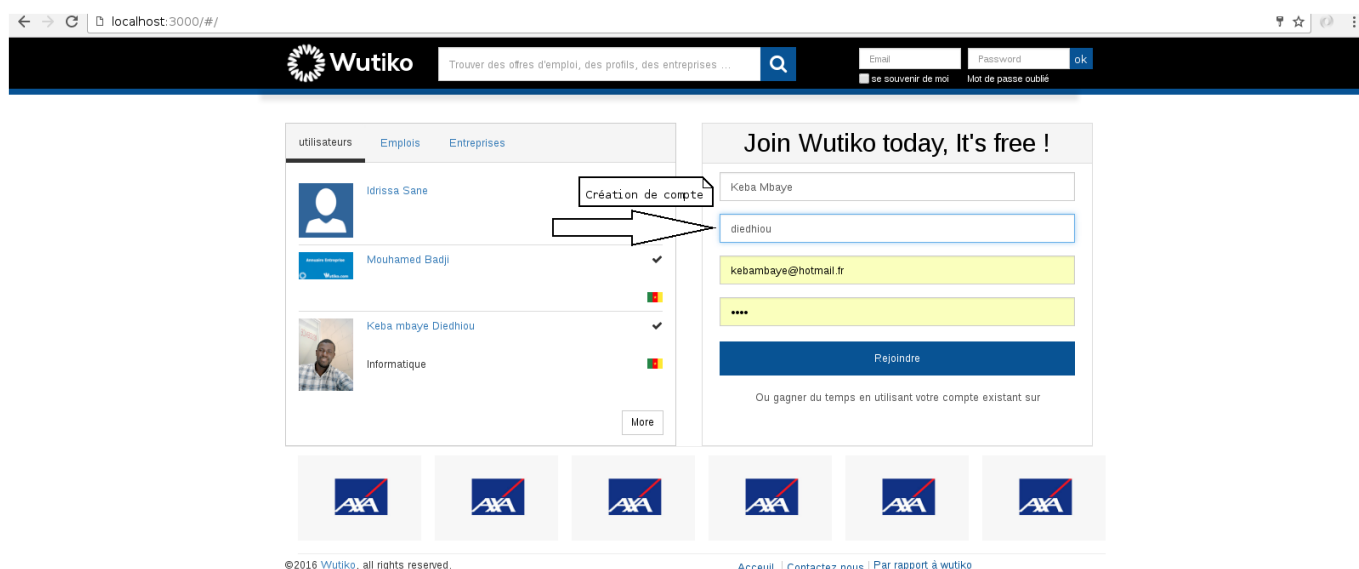 localhost:3000/#/
Wutiko
Trouver des offres d'emploi, des profils, des entreprises ...
Email
Password
ok
se souvenir de moi
Mot de passe oublié
utilisateurs
Emplois
Entreprises
Idrissa Sane
Mouhamed Badji
Keba mbaye Diedhiou
Informatique
More
Join Wutiko today, It's free !
Création de compte
Keba Mbaye
diedhiou
kebambaye@hotmail.fr
••••
Rejoindre
Ou gagner du temps en utilisant votre compte existant sur
AXA
AXA
AXA
AXA
AXA
AXA
©2016 Wutiko, all rights reserved.
Acceuil | Contactez nous | Par rapport á wutiko